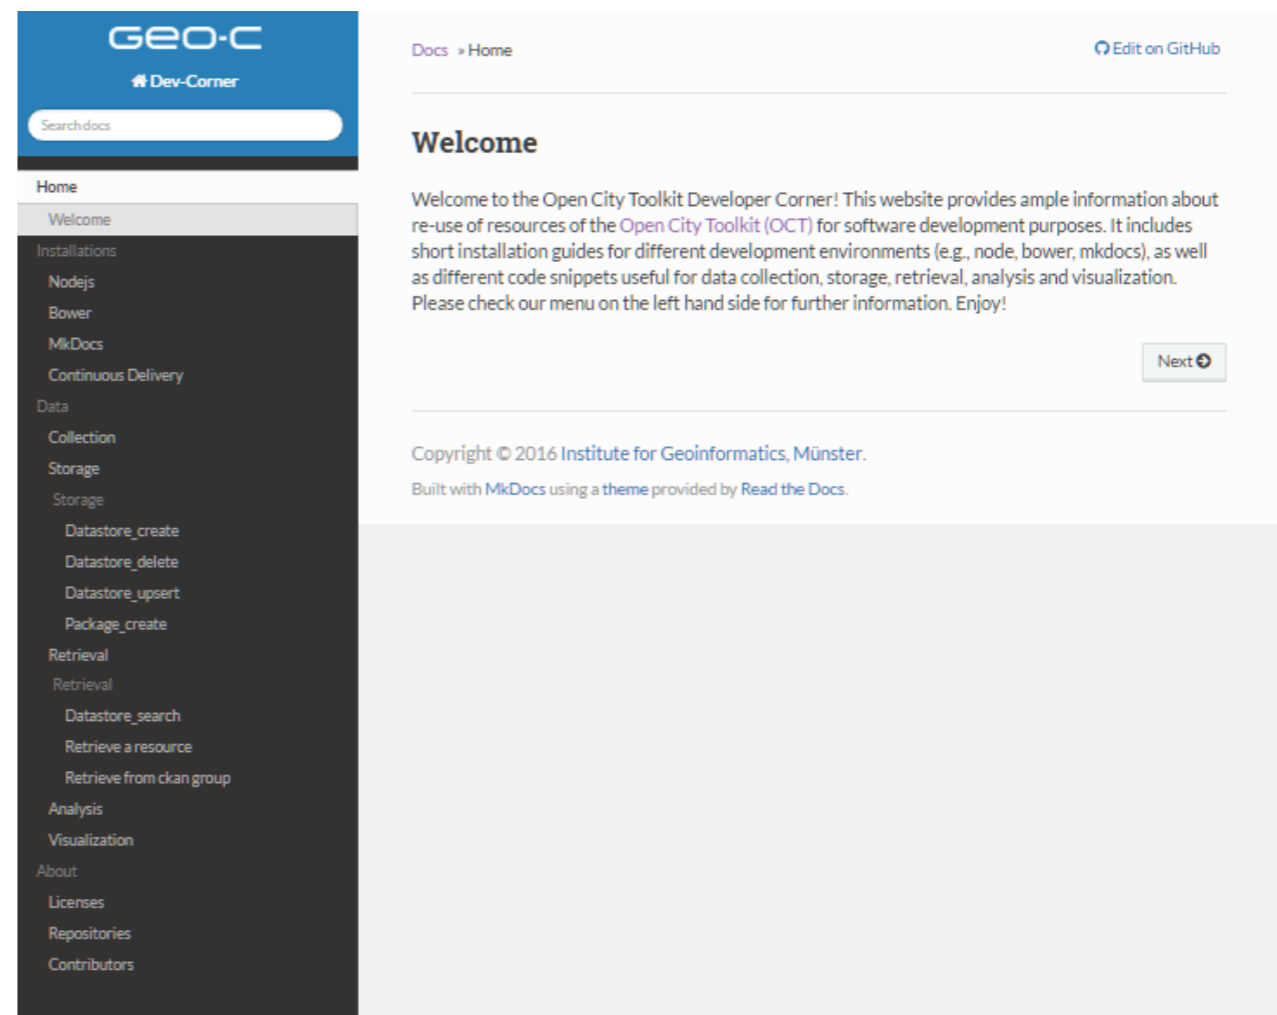 GEO-C
Dev-Corner
Search docs
Home
Welcome
Installations
Nodejs
Bower
MkDocs
Continuous Delivery
Data
Collection
Storage
Storage
Datastore_create
Datastore_delete
Datastore_upsert
Package_create
Retrieval
Retrieval
Datastore_search
Retrieve a resource
Retrieve from ckan group
Analysis
Visualization
About
Licenses
Repositories
Contributors
Docs » Home
Edit on GitHub
Welcome
Welcome to the Open City Toolkit Developer Corner! This website provides ample information about
re-use of resources of the Open City Toolkit (OCT) for software development purposes. It includes
short installation guides for different development environments (e.g., node, bower, mkdocs), as well
as different code snippets useful for data collection, storage, retrieval, analysis and visualization.
Please check our menu on the left hand side for further information. Enjoy!
Next
Copyright © 2016 Institute for Geoinformatics, Münster.
Built with MkDocs using a theme provided by Read the Docs.